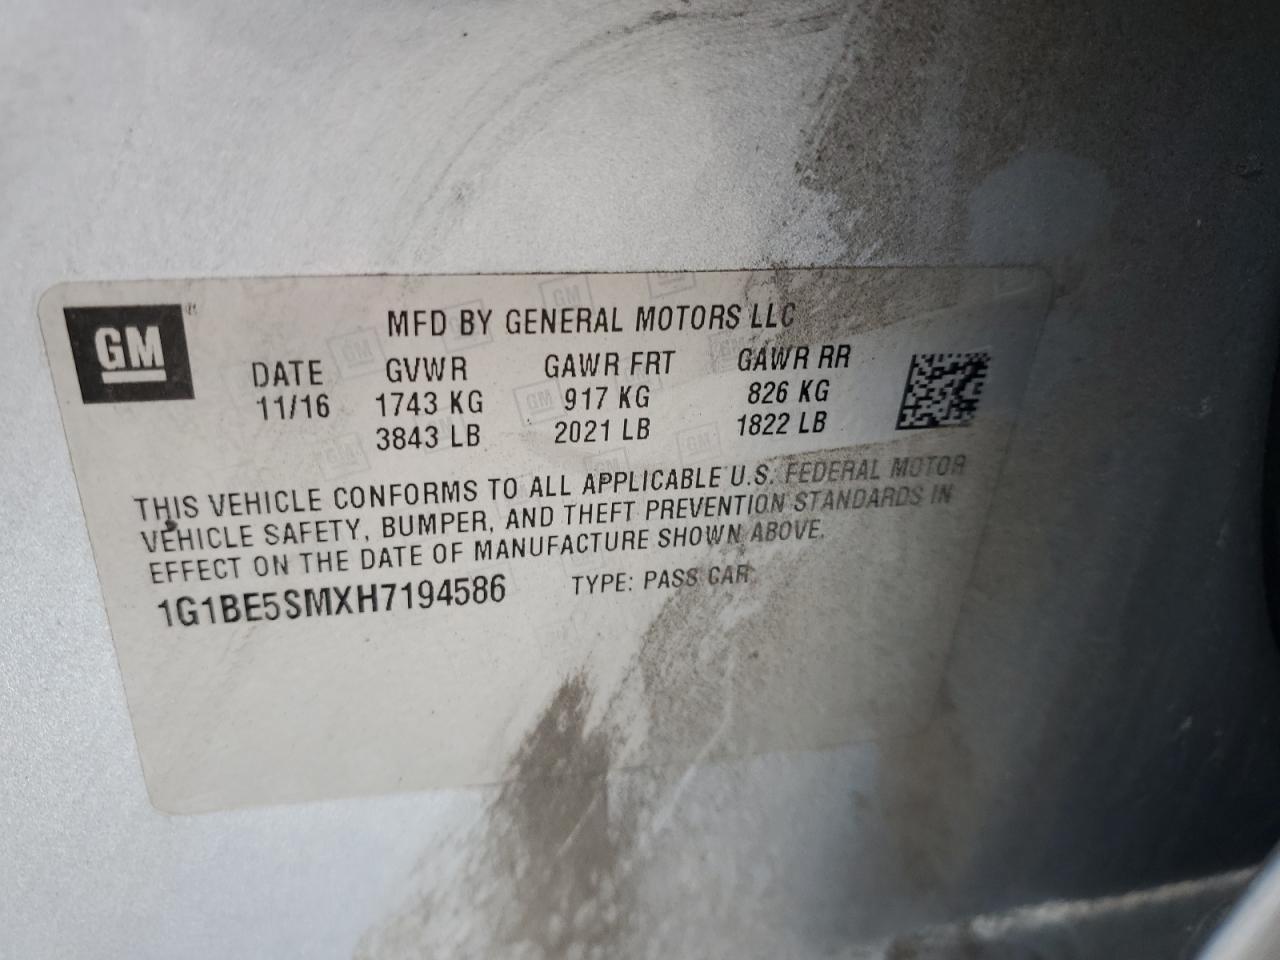 GM
MFD BY GENERAL MOTORS LLC
DATE GVWR GAWR FRT GAWR RR
11/16 1743 KG 917 KG 826 KG
3843 LB 2021 LB 1822 LB
THIS VEHICLE CONFORMS TO ALL APPLICABLE U.S. FEDERAL MOTOR
VEHICLE SAFETY, BUMPER, AND THEFT PREVENTION STANDARDS IN
EFFECT ON THE DATE OF MANUFACTURE SHOWN ABOVE.
1G1BE5SMXH7194586 TYPE: PASS CAR